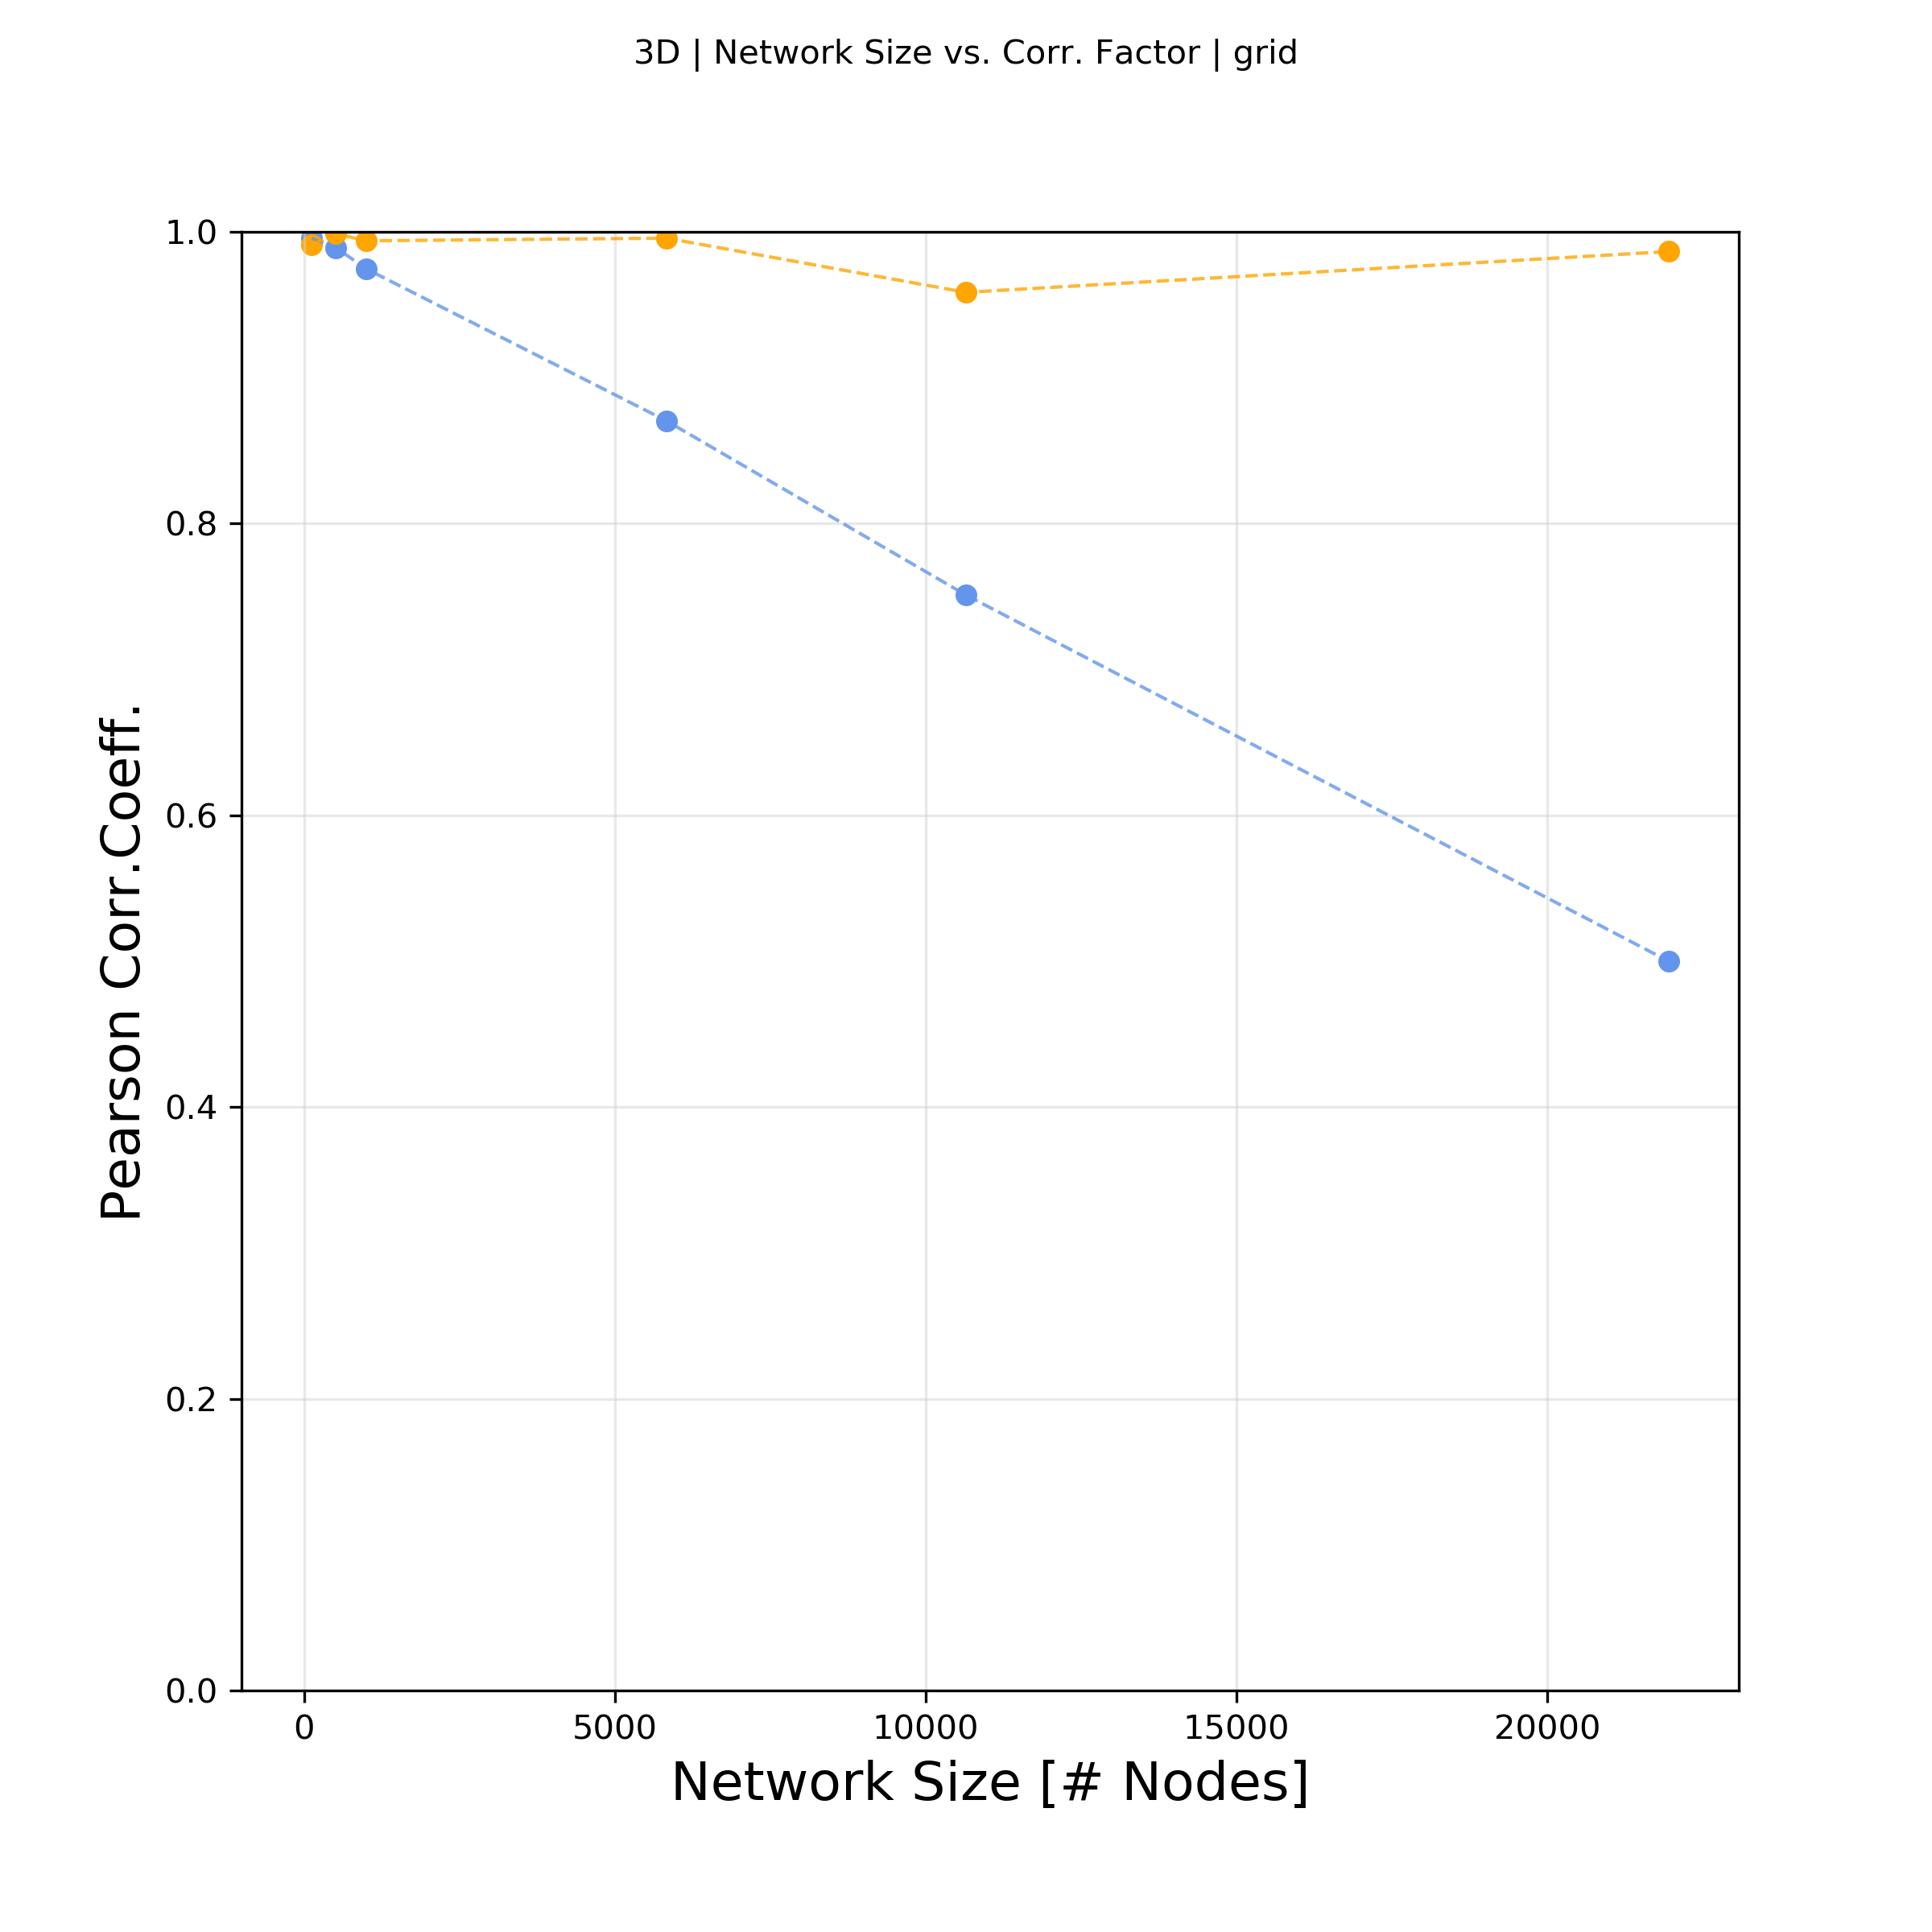 3D | Network Size vs. Corr. Factor | grid
1.0
0.8
0.6
0.4
0.2
0.0
Pearson Corr.Coeff.
0 5000 10000 15000 20000
Network Size [# Nodes]